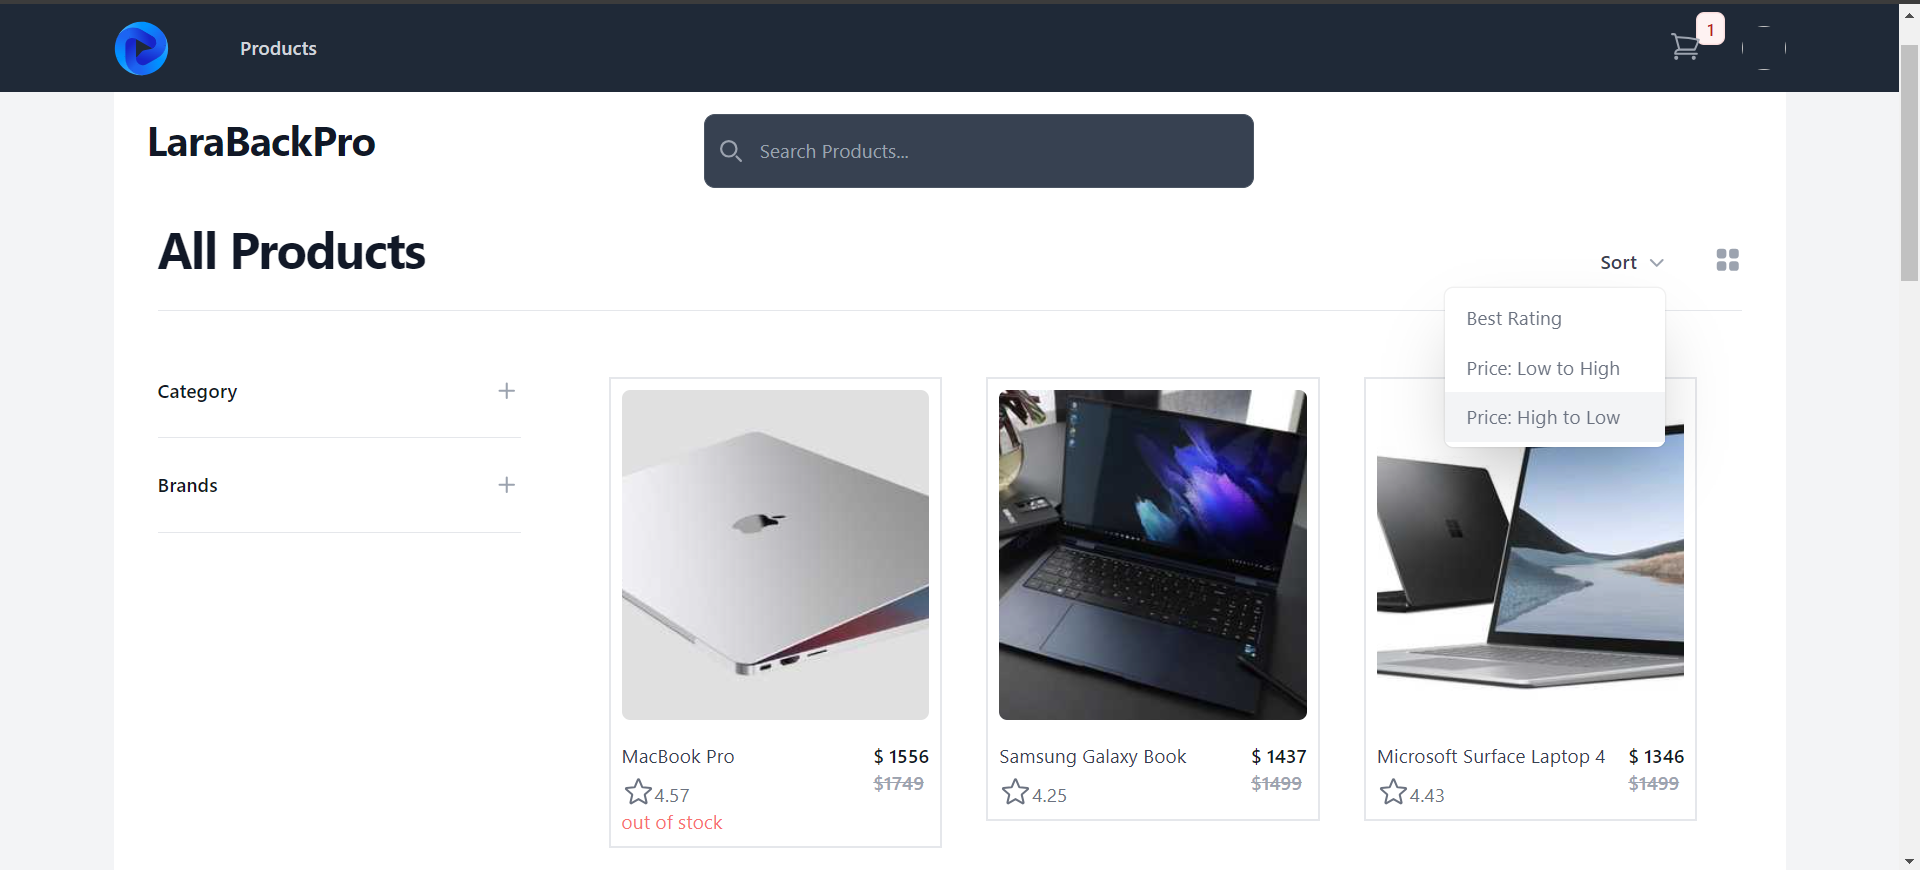 Products
1
LaraBackPro
Search Products...
All Products
Sort
Best Rating
Price: Low to High
Price: High to Low
Category
Brands
MacBook Pro
$ 1556
$1749
4.57
out of stock
Samsung Galaxy Book
$ 1437
$1499
4.25
Microsoft Surface Laptop 4
$ 1346
$1499
4.43